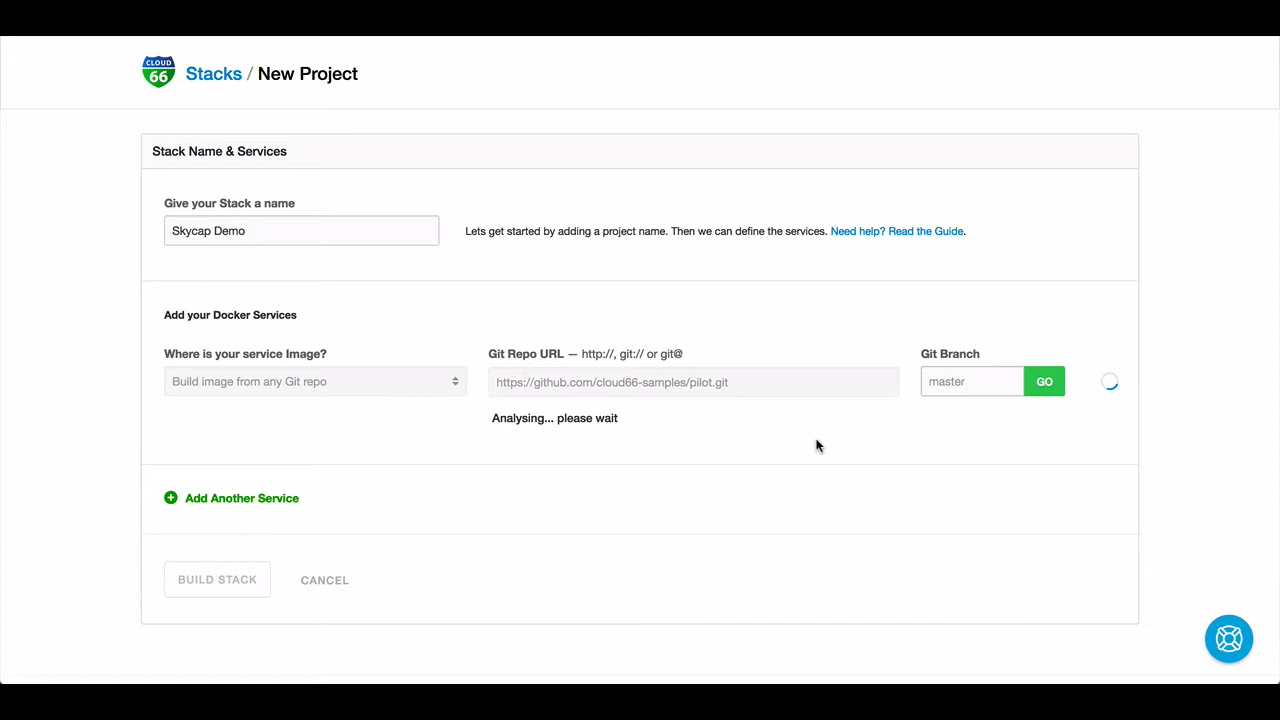 CLOUD
66
Stacks / New Project
Stack Name & Services
Give your Stack a name
Skycap Demo
Lets get started by adding a project name. Then we can define the services. Need help? Read the Guide.
Add your Docker Services
Where is your service Image?
Git Repo URL — http://, git:// or git@
Git Branch
Build image from any Git repo
https://github.com/cloud66-samples/pilot.git
master
GO
Analysing... please wait
Add Another Service
BUILD STACK
CANCEL